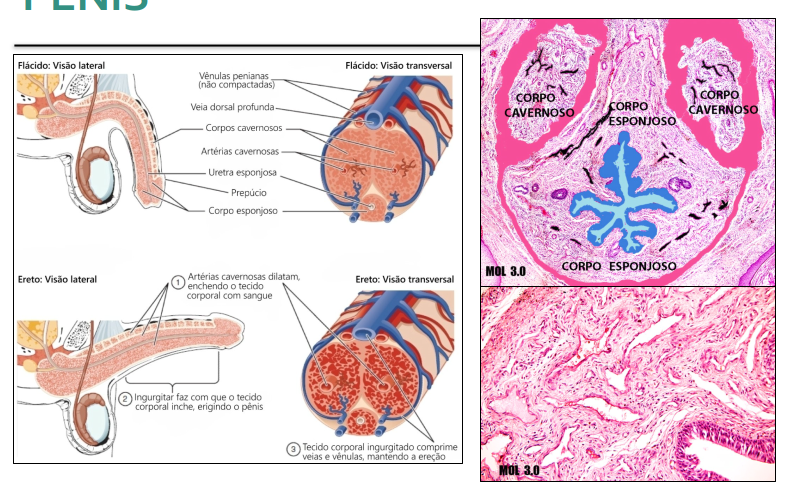 PÊNIS
Flácido: Visão lateral
Flácido: Visão transversal
Vênulas penianas
(não compactadas)
Veia dorsal profunda
Corpos cavernosos
Artérias cavernosas
Uretra esponjosa
Prepúcio
Corpo esponjoso
Ereto: Visão lateral
Ereto: Visão transversal
1 Artérias cavernosas dilatam,
enchendo o tecido
corporal com sangue
2 Ingurgitar faz com que o tecido
corporal inche, erigindo o pênis
3 Tecido corporal ingurgitado comprime
veias e vênulas, mantendo a ereção
CORPO
CAVERNOSO
CORPO
ESPONJOSO
CORPO
CAVERNOSO
CORPO ESPONJOSO
MOL 3.0
MOL 3.0